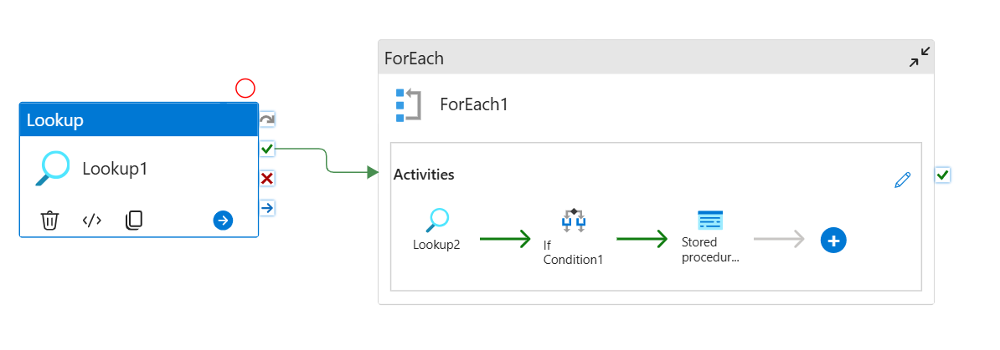 ForEach
Lookup
ForEach1
Lookup1
Activities
Lookup2
If
Condition1
Stored
procedur...